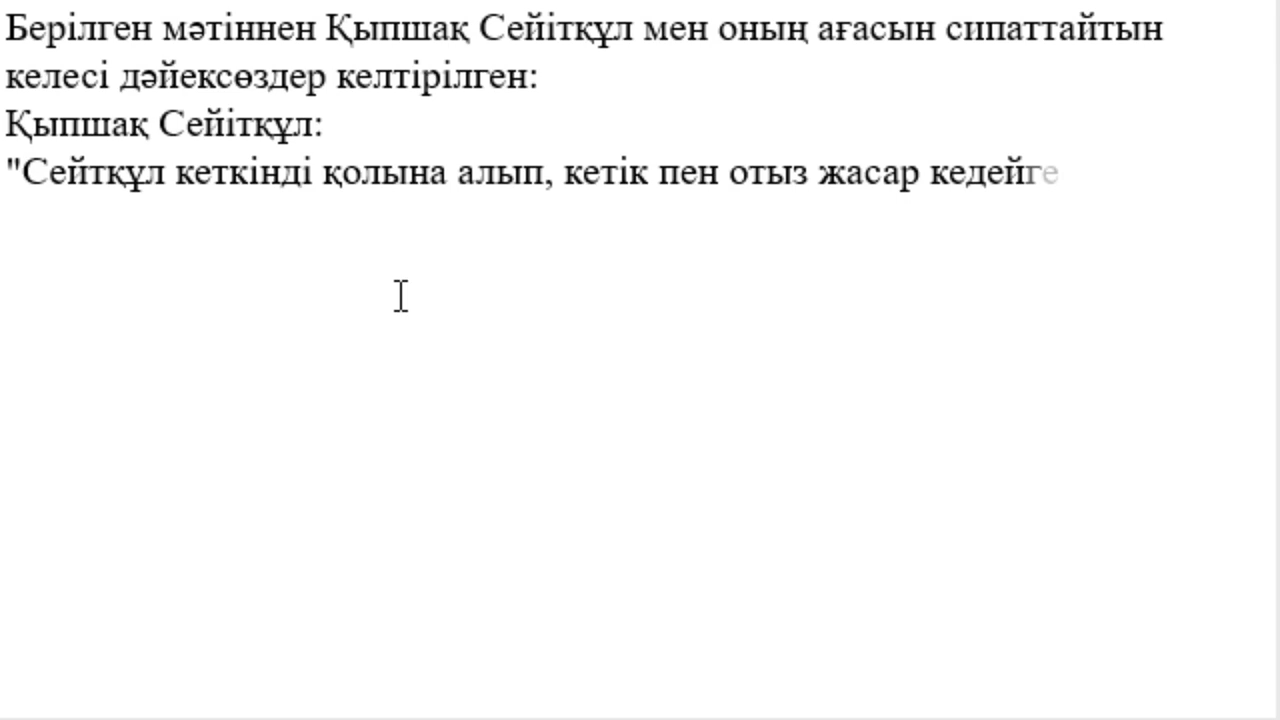 Берілген мәтіннен Қыпшақ Сейітқұл мен оның ағасын сипаттайтын
келесі дәйексөздер келтірілген:
Қыпшақ Сейітқұл:
"Сейтқұл кеткінді қолына алып, кетік пен отыз жасар кедейге